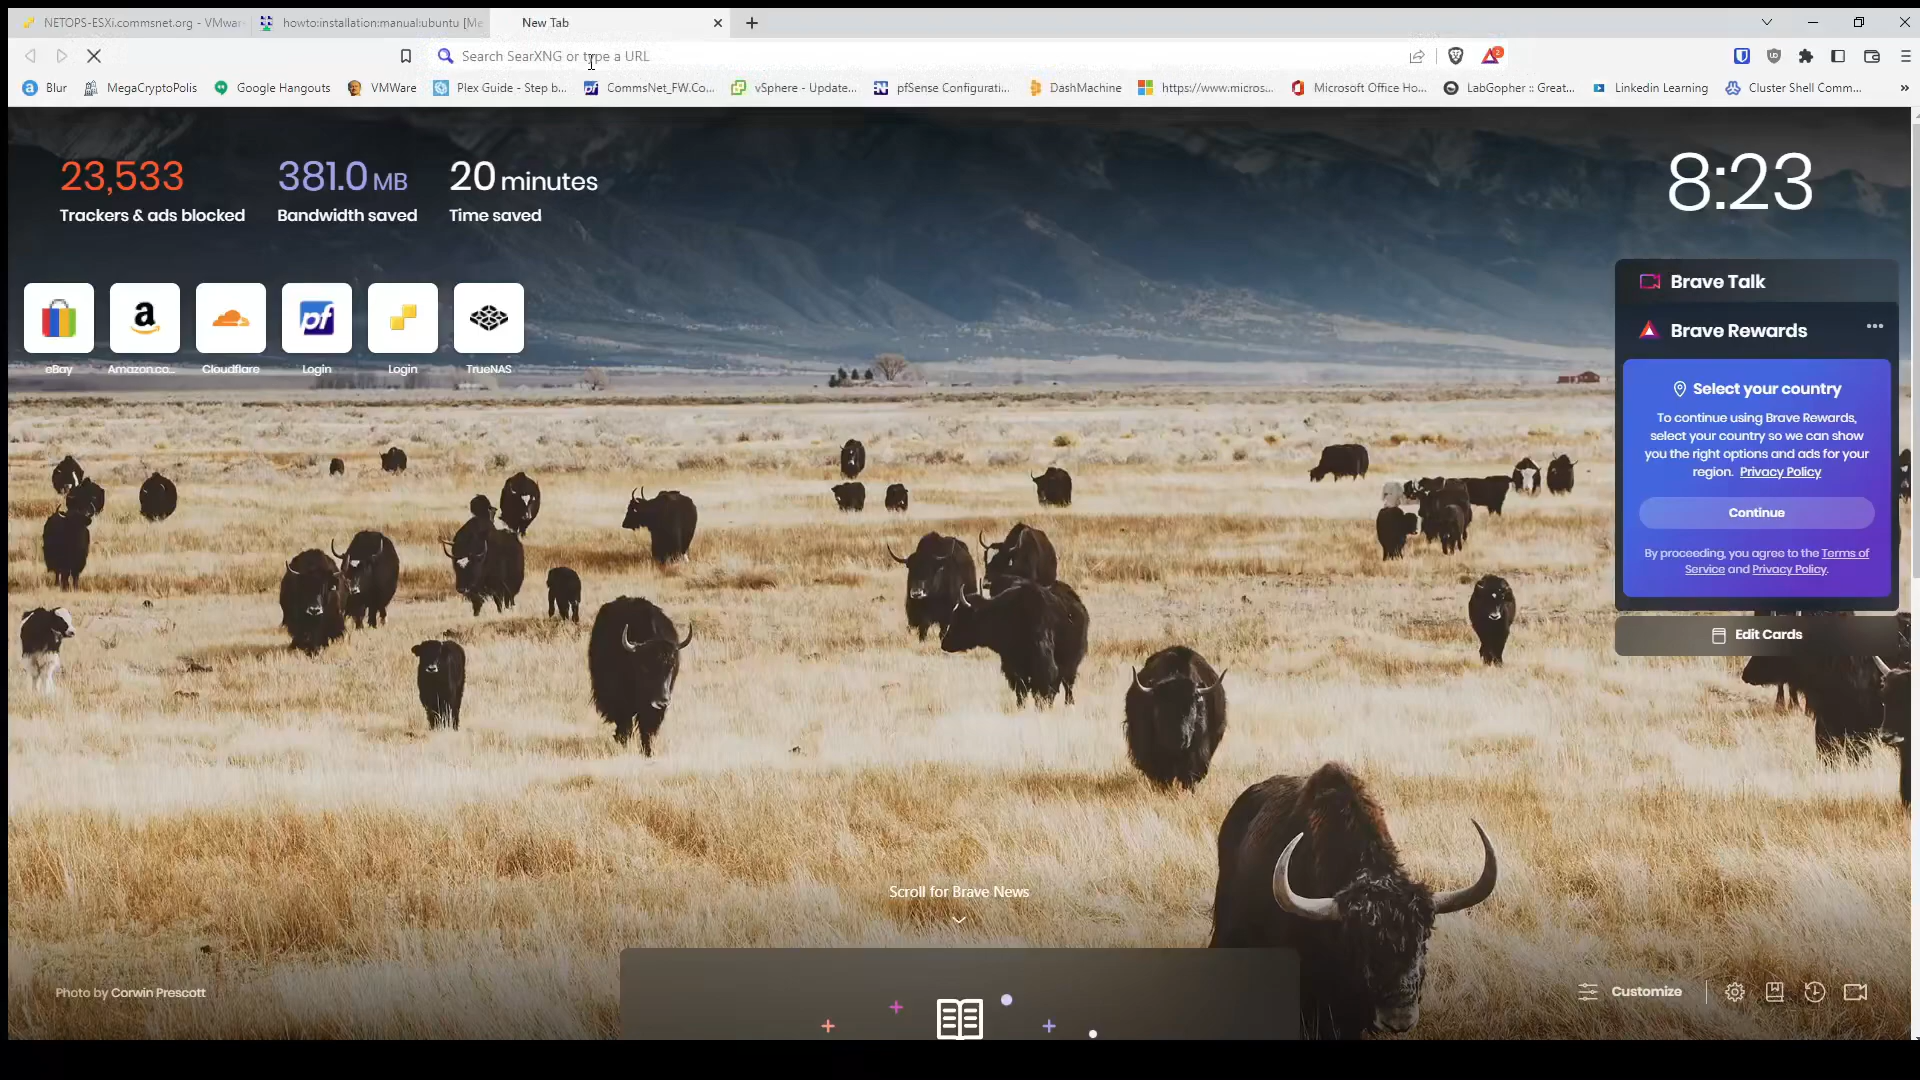 NETOPS-ESXi.commsnet.org - VMwar
howto:installation:manual:ubuntu [Me
New Tab
Search SearXNG or type a URL
2
Blur
MegaCryptoPolis
Google Hangouts
VMWare
Plex Guide - Step b...
CommsNet_FW.Co...
vSphere - Update...
pfSense Configurati...
DashMachine
https://www.micros...
Microsoft Office Ho...
LabGopher :: Great...
Linkedin Learning
Cluster Shell Comm...
»
23,533
Trackers & ads blocked
381.0 MB
Bandwidth saved
20 minutes
Time saved
8:23
a
pf
eBay
Amazon.co...
Cloudflare
Login
Login
TrueNAS
Brave Talk
Brave Rewards
Select your country
To continue using Brave Rewards,
select your country so we can show
you the right options and ads for your
region. Privacy Policy
Continue
By proceeding, you agree to the Terms of
Service and Privacy Policy.
Edit Cards
Scroll for Brave News
Photo by Corwin Prescott
Customize